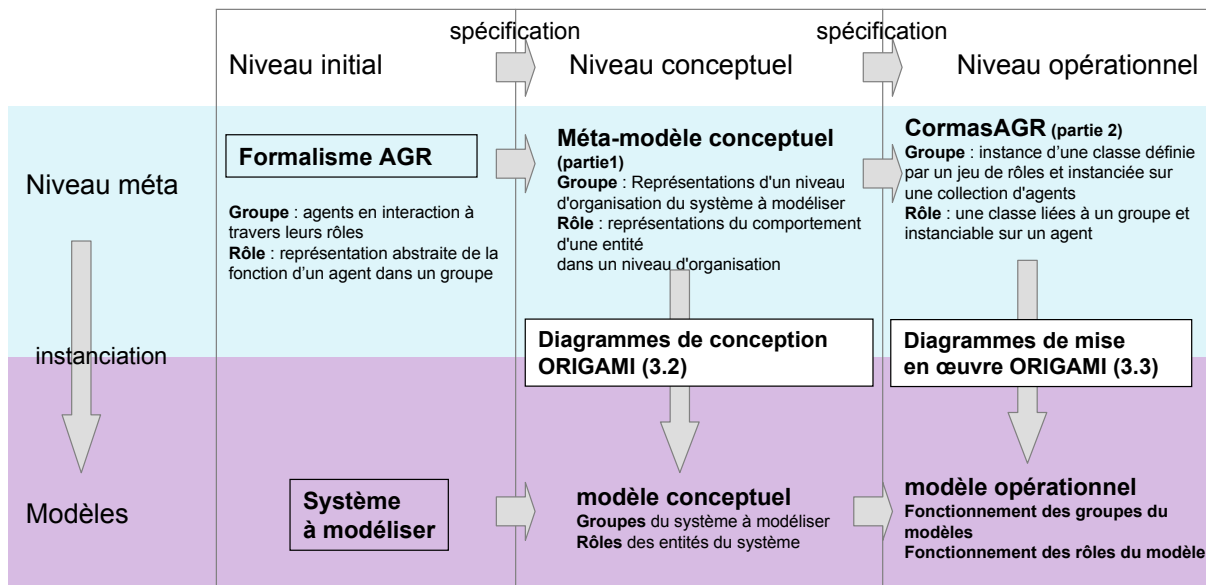 spécification
spécification
Niveau initial
Niveau conceptuel
Niveau opérationnel
Niveau méta
Formalisme AGR
Groupe : agents en interaction à
travers leurs rôles
Rôle : représentation abstraite de la
fonction d'un agent dans un groupe
Méta-modèle conceptuel
(partie1)
Groupe : Représentations d'un niveau
d'organisation du système à modéliser
Rôle : représentations du comportement
d'une entité
dans un niveau d'organisation
CormasAGR (partie 2)
Groupe : instance d'une classe définie
par un jeu de rôles et instanciée sur
une collection d'agents
Rôle : une classe liées à un groupe et
instanciable sur un agent
instanciation
Diagrammes de conception
ORIGAMI (3.2)
Diagrammes de mise
en œuvre ORIGAMI (3.3)
Modèles
Système
à modéliser
modèle conceptuel
Groupes du système à modéliser
Rôles des entités du système
modèle opérationnel
Fonctionnement des groupes du
modèles
Fonctionnement des rôles du modèle